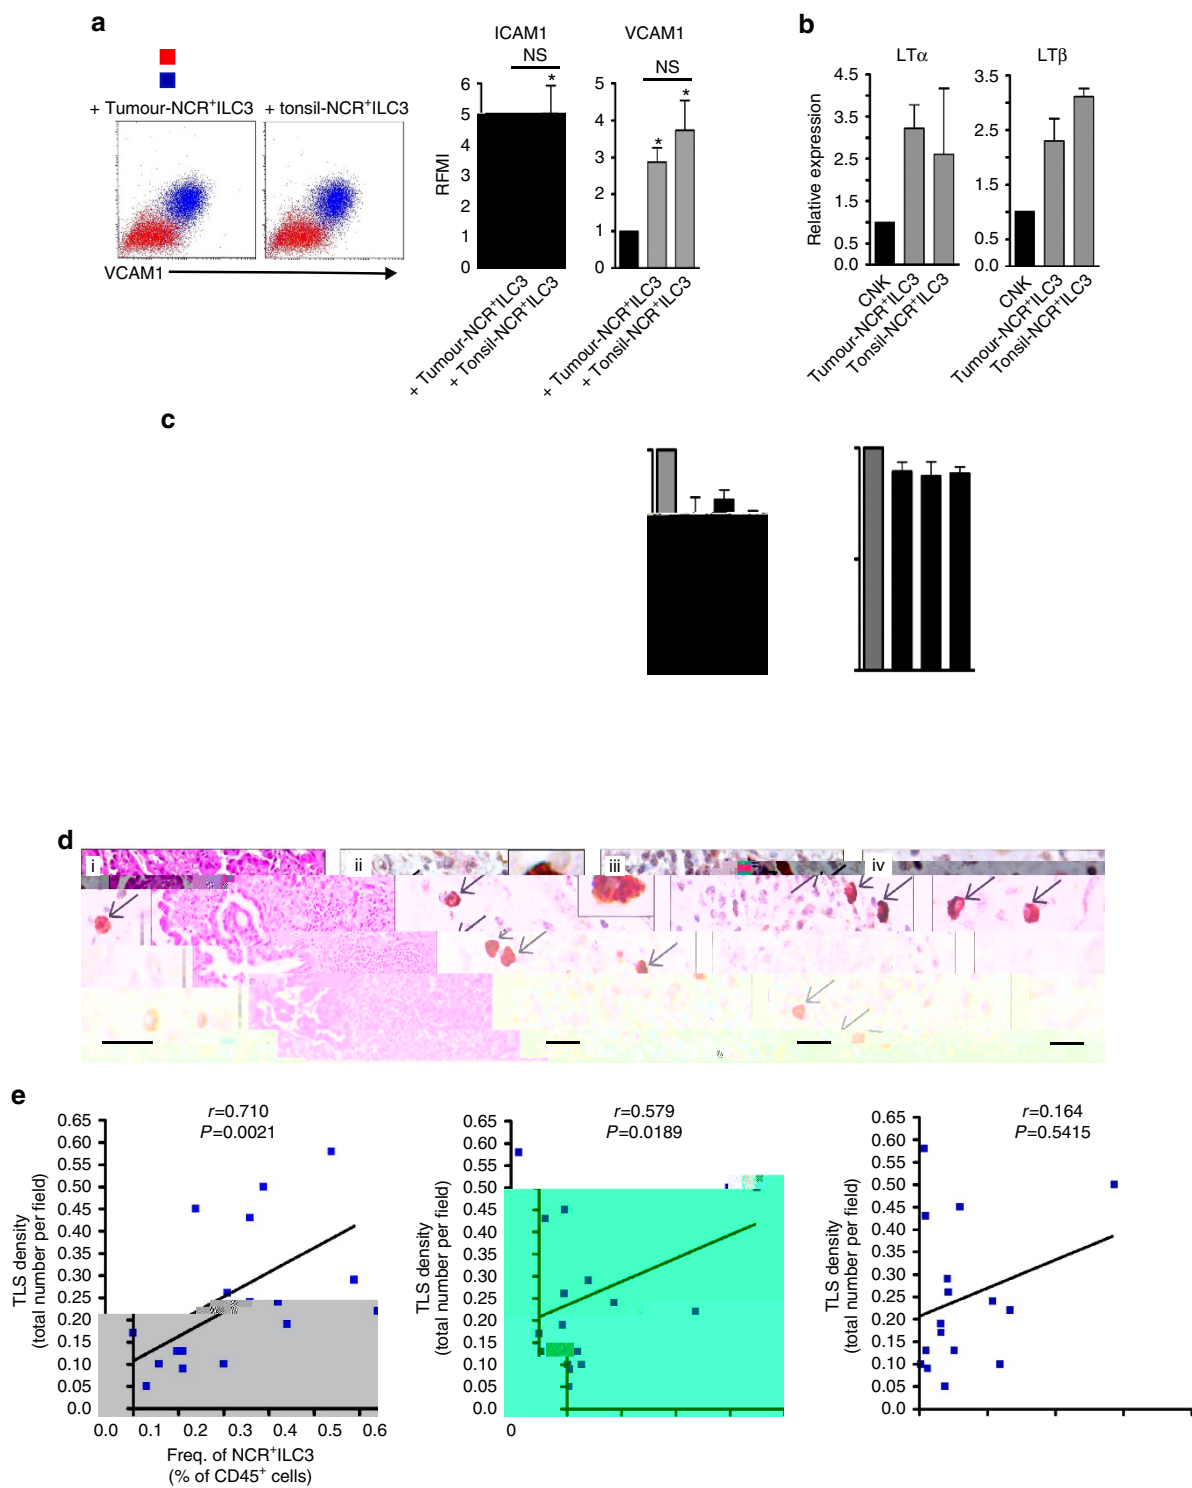 a
+ Tumour-NCR+ILC3
+ tonsil-NCR+ILC3
VCAM1
ICAM1
NS
*
6
5
6
4
3
2
1
0
RFMI
+ Tumour-NCR+ILC3
+ Tonsil-NCR+ILC3
VCAM1
NS
*
*
5
4
3
2
1
0
+ Tumour-NCR+ILC3
+ Tonsil-NCR+ILC3
b
LTα
4.5
3.5
2.5
1.5
0.5
0.0
Relative expression
CNK
Tumour-NCR+ILC3
Tonsil-NCR+ILC3
LTβ
3.5
2.5
1.5
0.5
0.0
CNK
Tumour-NCR+ILC3
Tonsil-NCR+ILC3
c
d
i
ii
iii
iv
e
r=0.710
P=0.0021
0.65
0.60
0.55
0.50
0.45
0.40
0.35
0.30
0.25
0.20
0.15
0.10
0.05
0.0
TLS density
(total number per field)
0.0 0.1 0.2 0.3 0.4 0.5 0.6
Freq. of NCR+ILC3
(% of CD45+ cells)
r=0.579
P=0.0189
0.65
0.60
0.55
0.50
0.45
0.40
0.35
0.30
0.25
0.20
0.15
0.10
0.05
0.0
TLS density
(total number per field)
0
r=0.164
P=0.5415
0.65
0.60
0.55
0.50
0.45
0.40
0.35
0.30
0.25
0.20
0.15
0.10
0.05
0.0
TLS density
(total number per field)